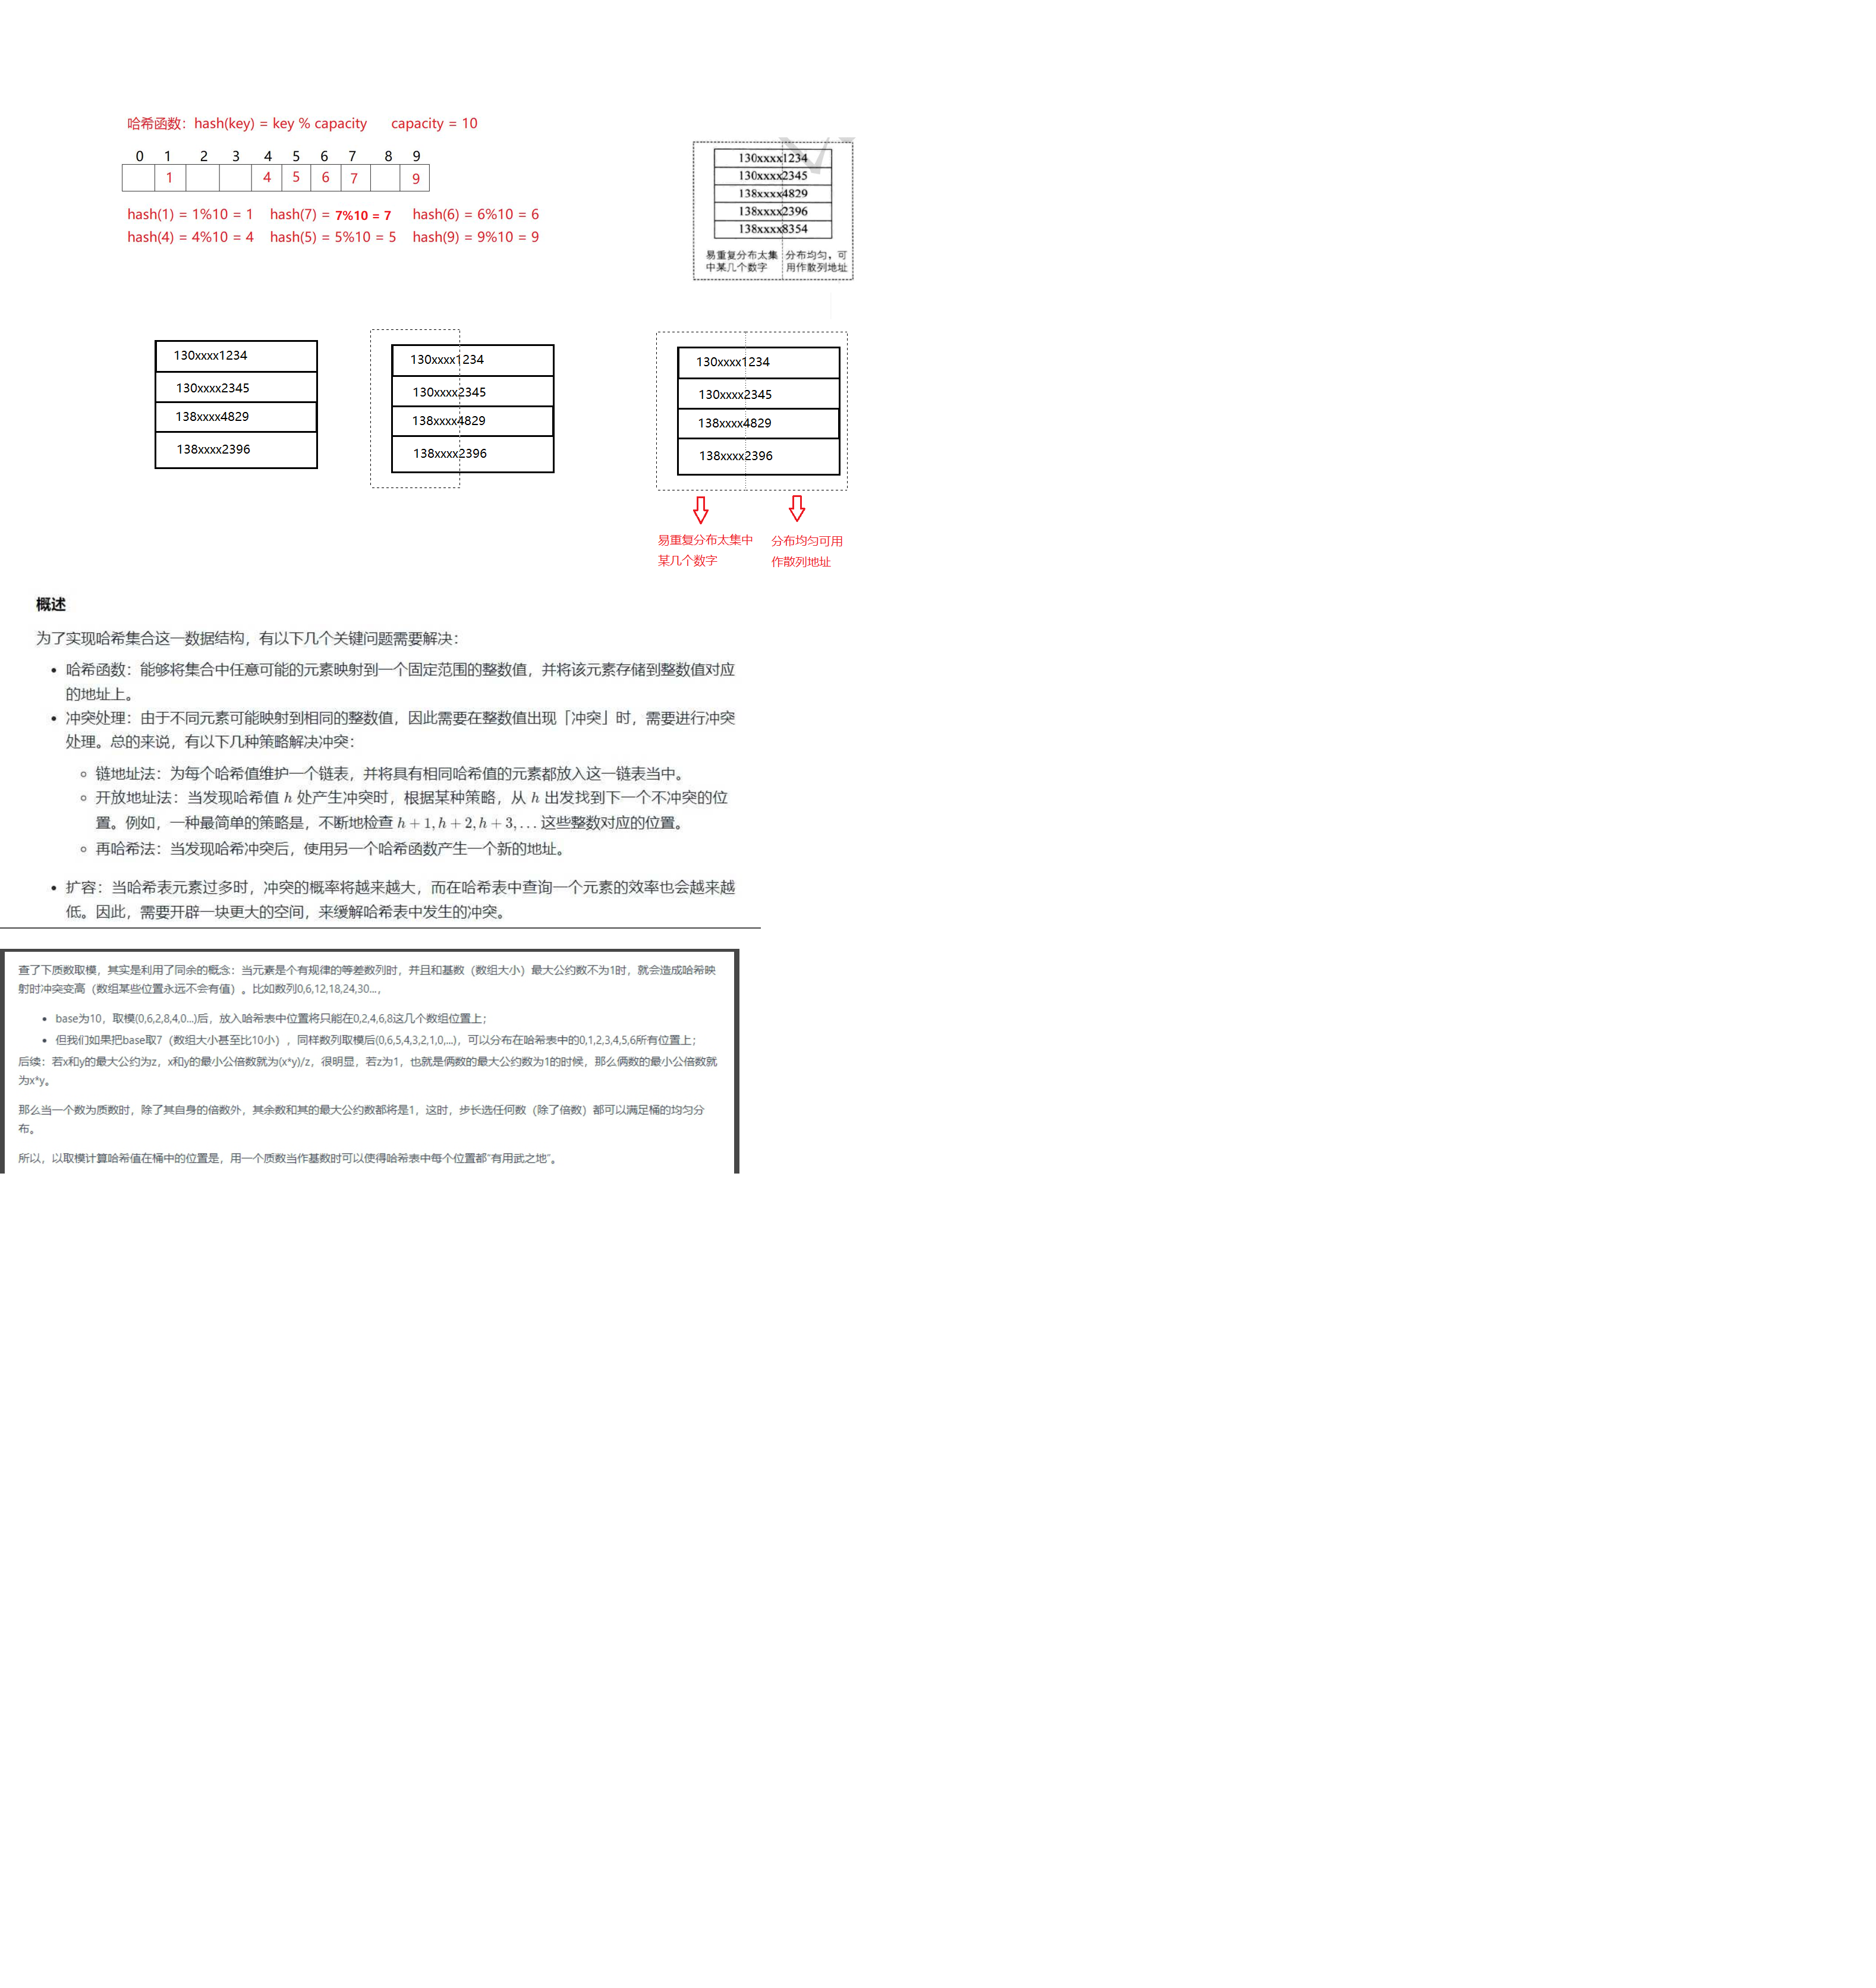 哈希函数：hash(key) = key % capacity capacity = 10
0 1 2 3 4 5 6 7 8 9
1 4 5 6 7 9
hash(1) = 1%10 = 1 hash(7) = 7%10 = 7 hash(6) = 6%10 = 6
hash(4) = 4%10 = 4 hash(5) = 5%10 = 5 hash(9) = 9%10 = 9
130xxxx1234
130xxxx2345
138xxxx4829
138xxxx2396
138xxxx8354
易重复分布太集
中某几个数字
分布均匀，可
用作散列地址
130xxxx1234
130xxxx2345
138xxxx4829
138xxxx2396
130xxxx1234
130xxxx2345
138xxxx4829
138xxxx2396
130xxxx1234
130xxxx2345
138xxxx4829
138xxxx2396
易重复分布太集中
某几个数字
分布均匀可用
作散列地址
概述
为了实现哈希集合这一数据结构，有以下几个关键问题需要解决：
• 哈希函数：能够将集合中任意可能的元素映射到一个固定范围的整数值，并将该元素存储到整数值对应
的地址上。
• 冲突处理：由于不同元素可能映射到相同的整数值，因此需要在整数值出现「冲突」时，需要进行冲突
处理。总的来说，有以下几种策略解决冲突：
◦ 链地址法：为每个哈希值维护一个链表，并将具有相同哈希值的元素都放入这一链表当中。
◦ 开放地址法：当发现哈希值 h 处产生冲突时，根据某种策略，从 h 出发找到下一个不冲突的位
置。例如，一种最简单的策略是，不断地检查 h + 1, h + 2, h + 3, . . . 这些整数对应的位置。
◦ 再哈希法：当发现哈希冲突后，使用另一个哈希函数产生一个新的地址。
• 扩容：当哈希表元素过多时，冲突的概率将越来越大，而在哈希表中查询一个元素的效率也会越来越
低。因此，需要开辟一块更大的空间，来缓解哈希表中发生的冲突。
查了下质数取模，其实是利用了同余的概念：当元素是个有规律的等差数列时，并且和基数（数组大小）最大公约数不为1时，就会造成哈希映
射时冲突变高（数组某些位置永远不会有值）。比如数列0,6,12,18,24,30...，
• base为10，取模(0,6,2,8,4,0...)后，放入哈希表中位置将只能在0,2,4,6,8这几个数组位置上；
• 但我们如果把base取7（数组大小甚至比10小），同样数列取模后(0,6,5,4,3,2,1,0,...)，可以分布在哈希表中的0,1,2,3,4,5,6所有位置上；
后续：若x和y的最大公约为z，x和y的最小公倍数就为(x*y)/z，很明显，若z为1，也就是俩数的最大公约数为1的时候，那么俩数的最小公倍数就
为x*y。
那么当一个数为质数时，除了其自身的倍数外，其余数和其的最大公约数都将是1，这时，步长选任何数（除了倍数）都可以满足桶的均匀分
布。
所以，以取模计算哈希值在桶中的位置是，用一个质数当作基数时可以使得哈希表中每个位置都“有用武之地”。